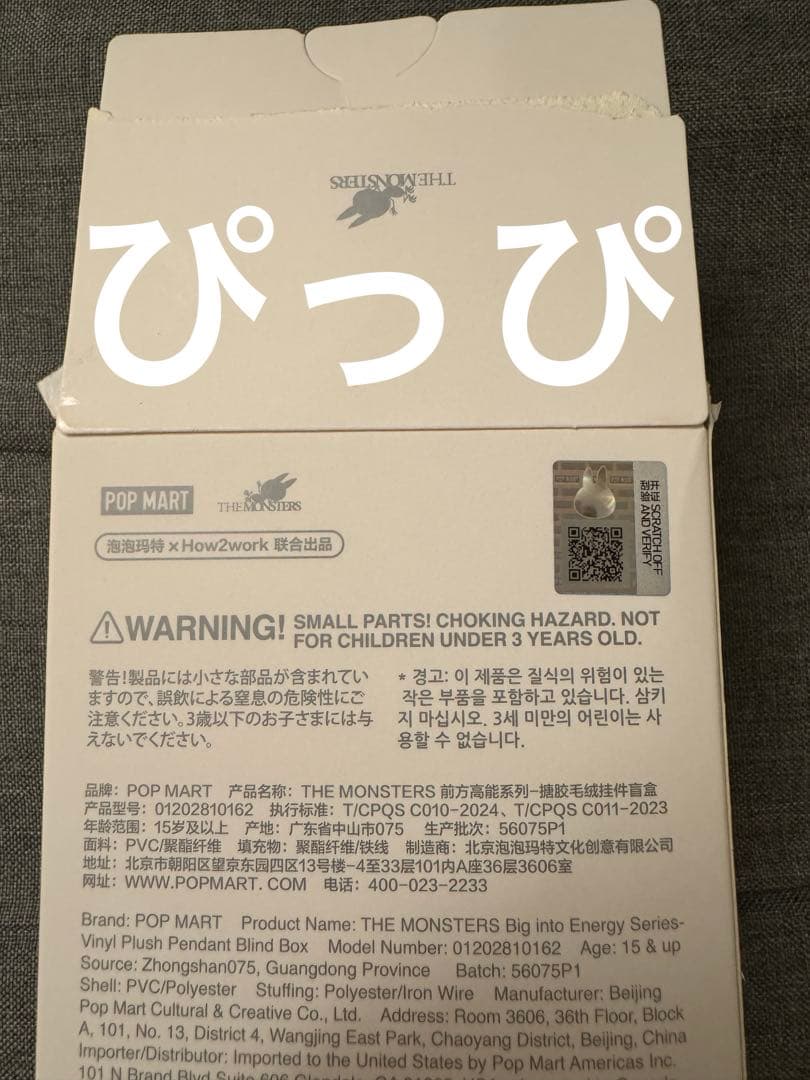 THE MONSTERS
ぴっぴ
POP MART
THE MONSTERS
泡泡玛特×How2work 联合出品
POP MART
POP MART
刮开涂层 验证真伪
SCRATCH OFF AND VERIFY
WARNING! SMALL PARTS! CHOKING HAZARD. NOT
FOR CHILDREN UNDER 3 YEARS OLD.
警告!製品には小さな部品が含まれてい
ますので、誤飲による窒息の危険性にご
注意ください。3歳以下のお子さまには与
えないでください。
* 경고: 이 제품은 질식의 위험이 있는
작은 부품을 포함하고 있습니다. 삼키
지 마십시오. 3세 미만의 어린이는 사
용할 수 없습니다.
品牌: POP MART 产品名称: THE MONSTERS 前方高能系列-搪胶毛绒挂件盲盒
产品型号: 01202810162 执行标准: T/CPQS C010-2024、T/CPQS C011-2023
年龄范围: 15岁及以上 产地: 广东省中山市075 生产批次: 56075P1
面料: PVC/聚酯纤维 填充物: 聚酯纤维/铁线 制造商: 北京泡泡玛特文化创意有限公司
地址: 北京市朝阳区望京东园四区13号楼-4至33层101内A座36层3606室
网址: WWW.POPMART. COM 电话: 400-023-2233
Brand: POP MART Product Name: THE MONSTERS Big into Energy Series-
Vinyl Plush Pendant Blind Box Model Number: 01202810162 Age: 15 & up
Source: Zhongshan075, Guangdong Province Batch: 56075P1
Shell: PVC/Polyester Stuffing: Polyester/Iron Wire Manufacturer: Beijing
Pop Mart Cultural & Creative Co., Ltd. Address: Room 3606, 36th Floor, Block
A, 101, No. 13, District 4, Wangjing East Park, Chaoyang District, Beijing, China
Importer/Distributor: Imported to the United States by Pop Mart Americas Inc.
101 N Brand Blvd Suite 606 Glendale, CA